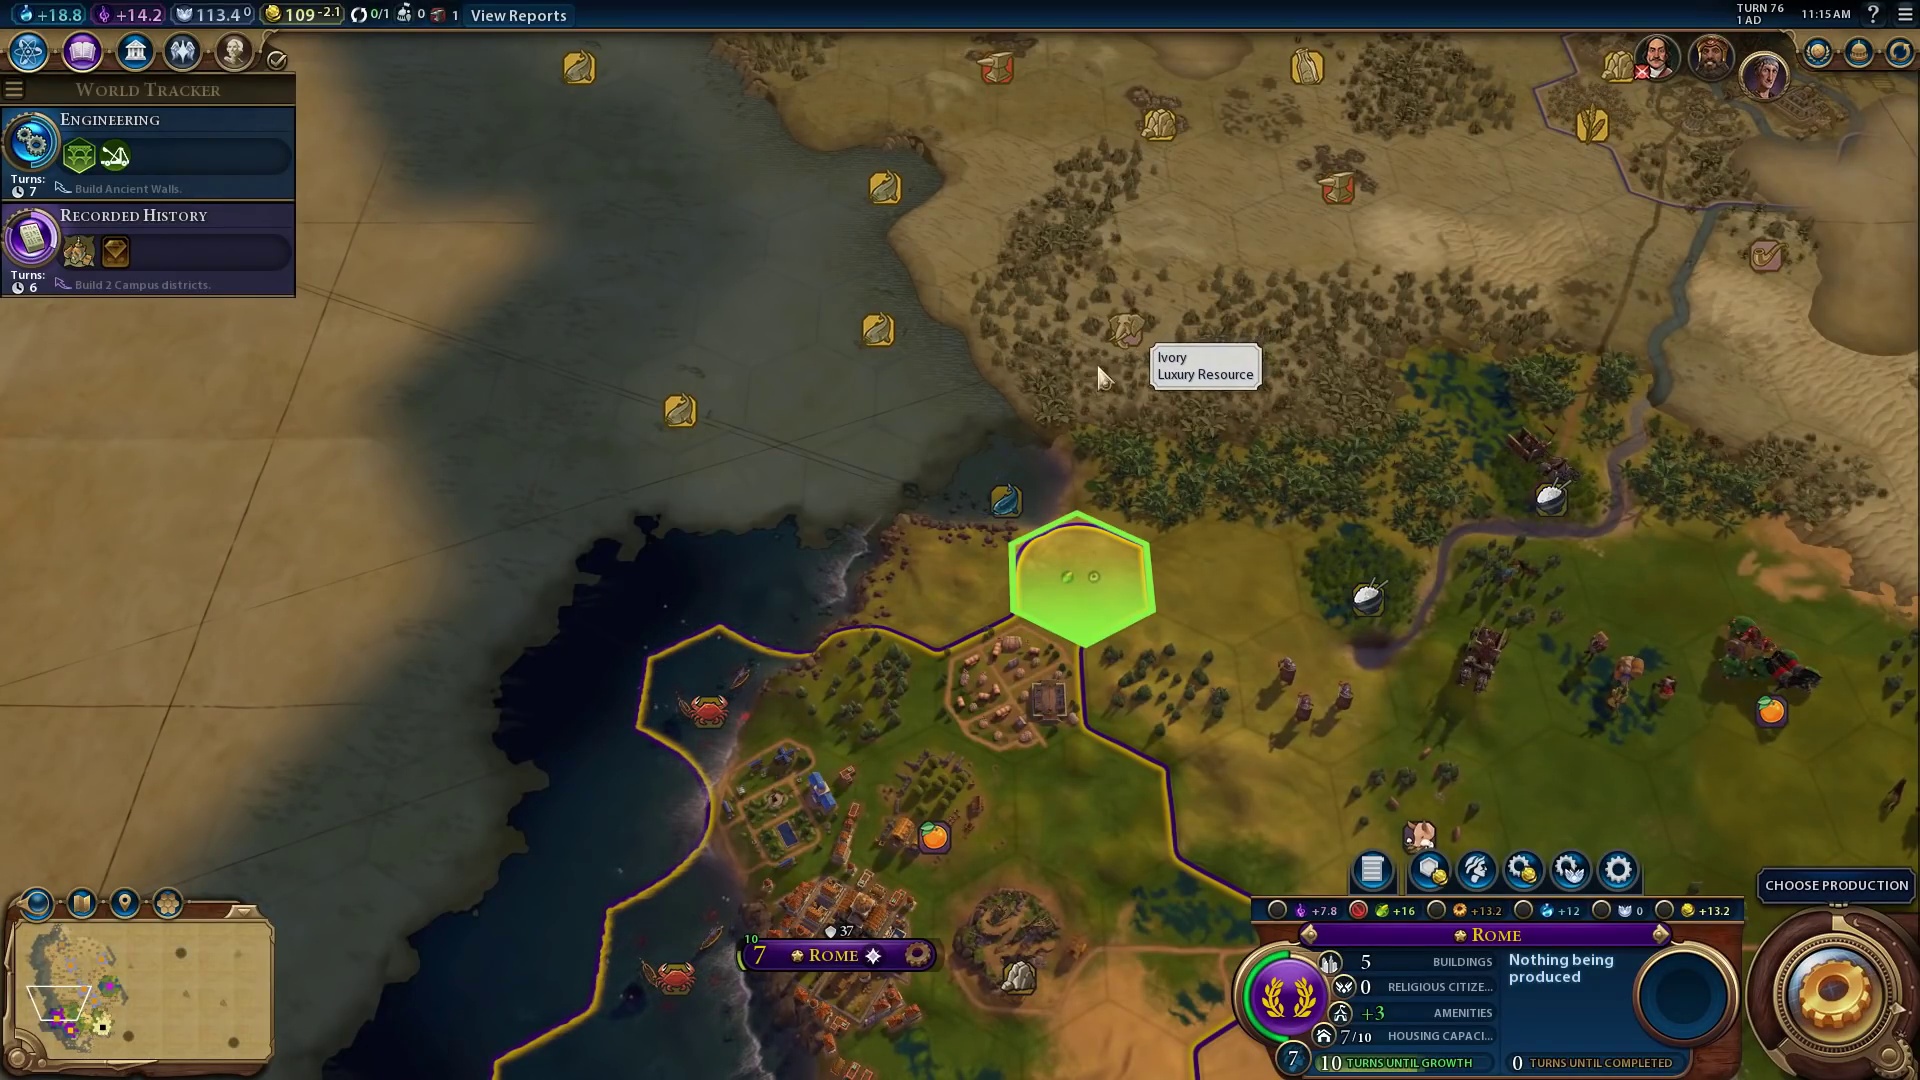 +18.8
+14.2
113.4 0
109 -2.1
0/1
0
1
View Reports
TURN 76
1 AD
11:15 AM
?
WORLD TRACKER
ENGINEERING
Turns:
7
Build Ancient Walls.
RECORDED HISTORY
Turns:
6
Build 2 Campus districts.
Ivory
Luxury Resource
37
10
7
ROME
CHOOSE PRODUCTION
+7.8
+16
+13.2
+12
0
+13.2
ROME
5
BUILDINGS
0
RELIGIOUS CITIZE...
+3
AMENITIES
7/10
HOUSING CAPACI...
7
10 TURNS UNTIL GROWTH
Nothing being
produced
0 TURNS UNTIL COMPLETED